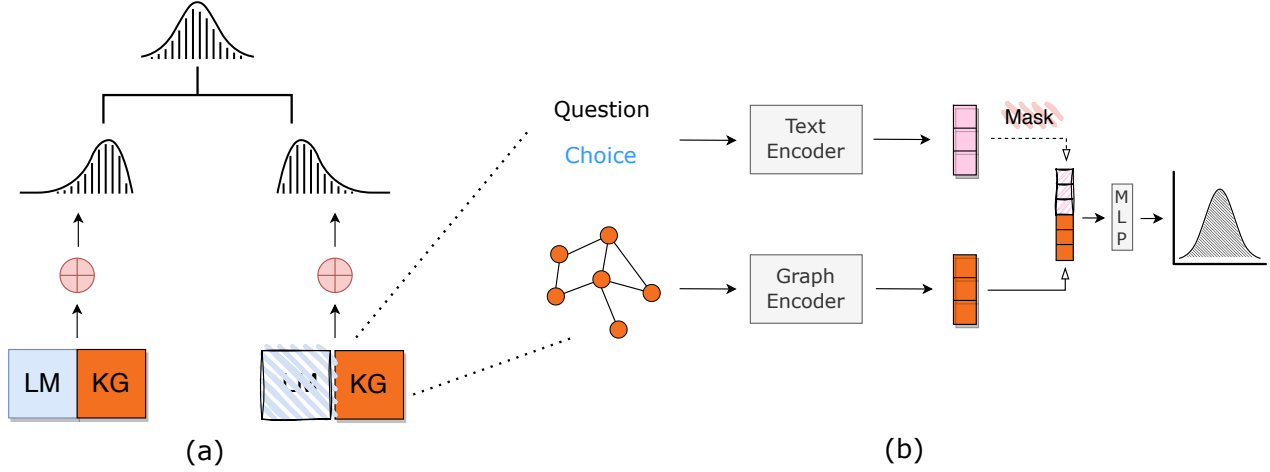 LM KG
KG
(a)
Question
Choice
Text
Encoder
Mask
M
L
P
Graph
Encoder
(b)